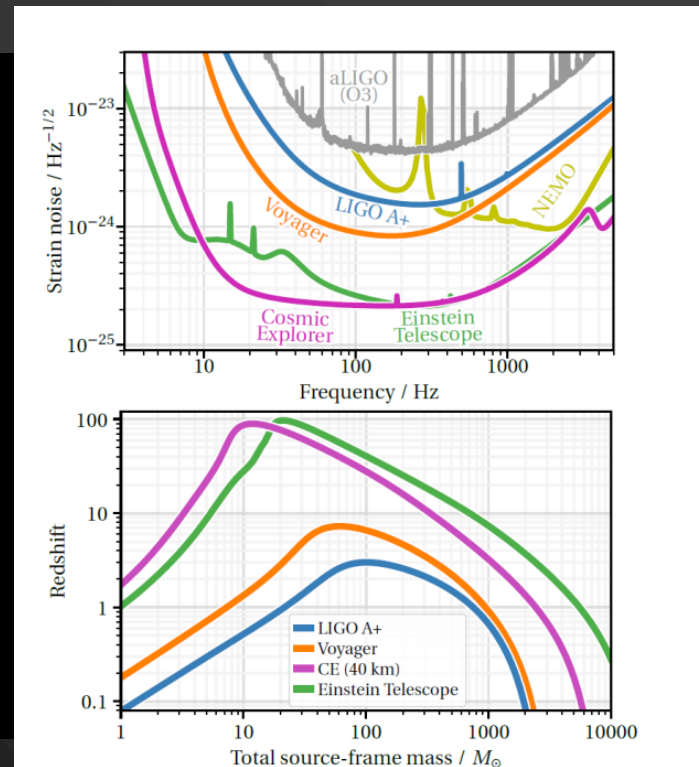 aLIGO
(O3)
10⁻²³
NEMO
LIGO A+
Voyager
10⁻²⁴
Strain noise / Hz⁻¹/²
Cosmic
Explorer
Einstein
Telescope
10⁻²⁵
10
100
1000
Frequency / Hz
100
10
Redshift
1
LIGO A+
Voyager
CE (40 km)
Einstein Telescope
0.1
1
10
100
1000
10000
Total source-frame mass / M⊙